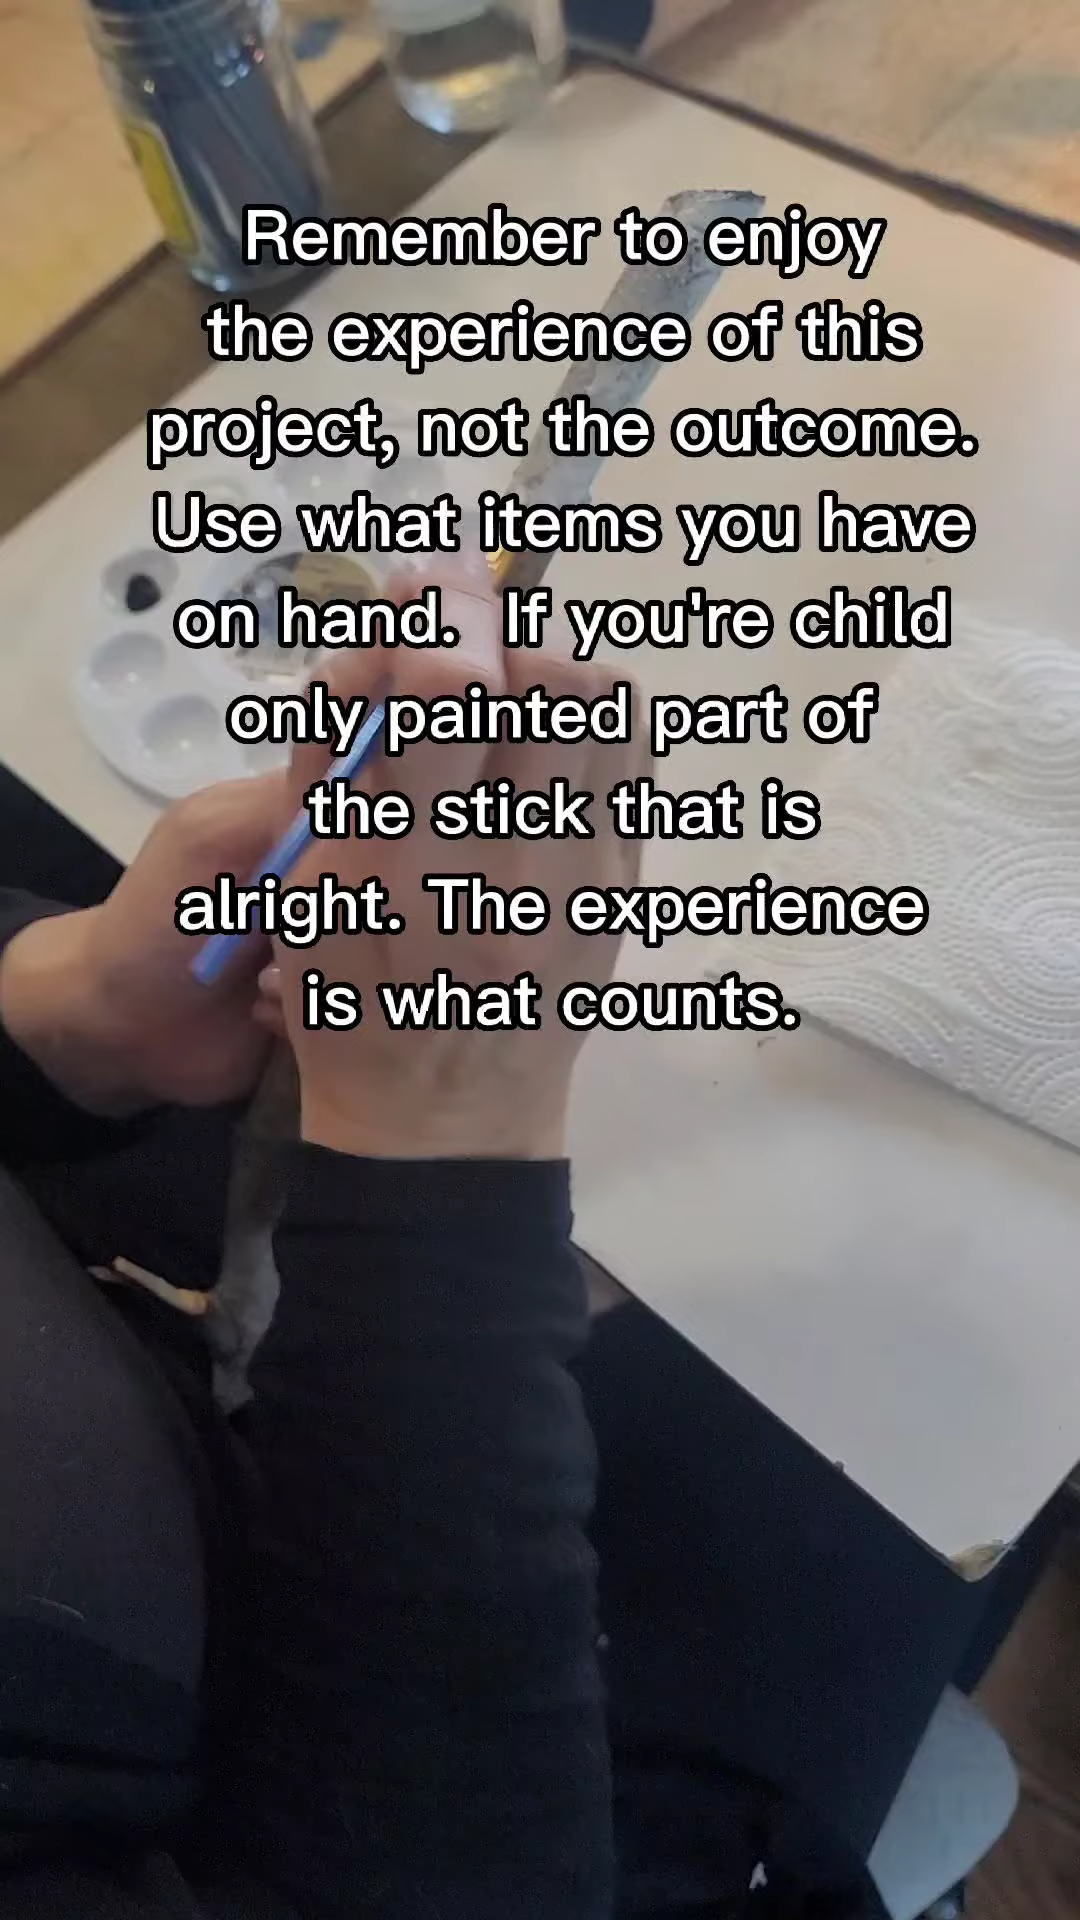 Remember to enjoy
the experience of this
project, not the outcome.
Use what items you have
on hand.  If you're child
only painted part of
the stick that is
alright. The experience
is what counts.